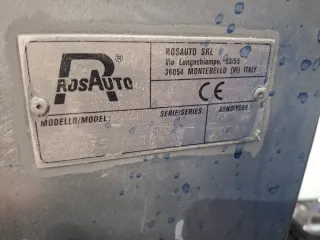 ROSAUTO ®
ROSAUTO SRL
Via Lungochiampo, 53/55
36054 MONTEBELLO (VI) ITALY
CE
MODELLO/MODEL:
SERIE/SERIES
ANNO/YEAR